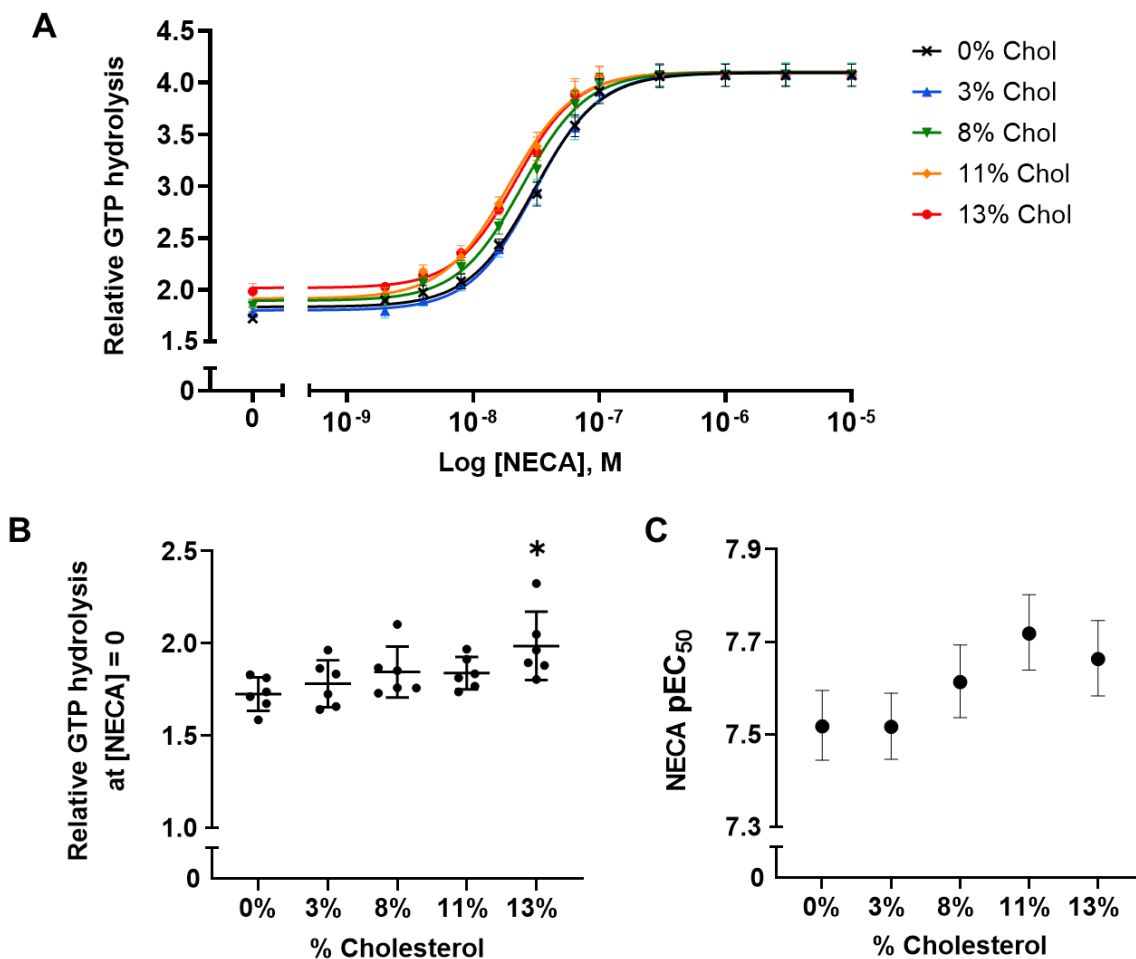 A
Relative GTP hydrolysis
4.5
4.0
3.5
3.0
2.5
2.0
1.5
0
0 10⁻⁹ 10⁻⁸ 10⁻⁷ 10⁻⁶ 10⁻⁵
Log [NECA], M
0% Chol
3% Chol
8% Chol
11% Chol
13% Chol
B
Relative GTP hydrolysis
at [NECA] = 0
2.5
2.0
1.5
1.0
0
*
0% 3% 8% 11% 13%
% Cholesterol
C
NECA pEC₅₀
7.9
7.7
7.5
7.3
0
0% 3% 8% 11% 13%
% Cholesterol